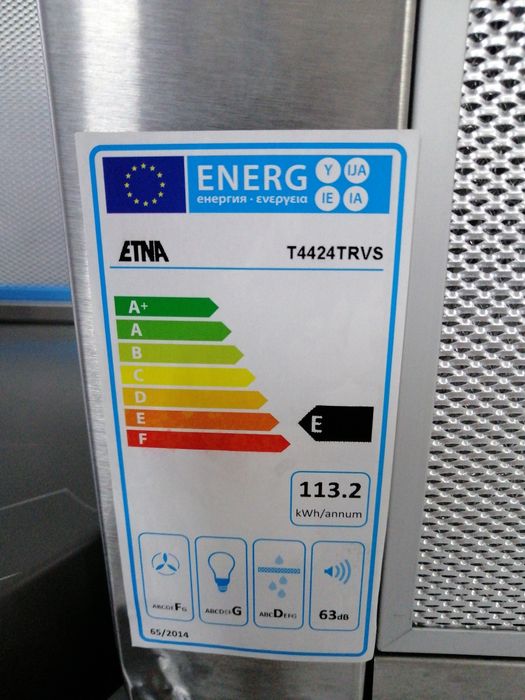 ENERG Y IJA
енергия · ενεργεια IE IA
ETNA T4424TRVS
A+
A
B
C
D
E
F
E
113.2
kWh/annum
ABCDEFG ABCDEFG ABCDEFG 63dB
65/2014